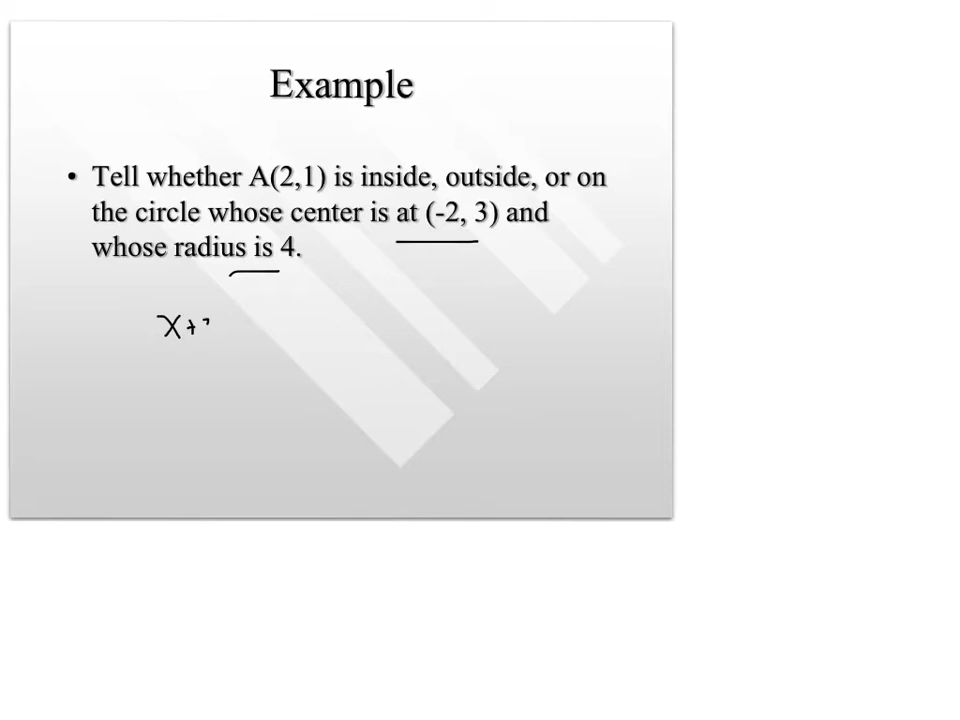 Example
• Tell whether A(2,1) is inside, outside, or on
the circle whose center is at (-2, 3) and
whose radius is 4.
x+